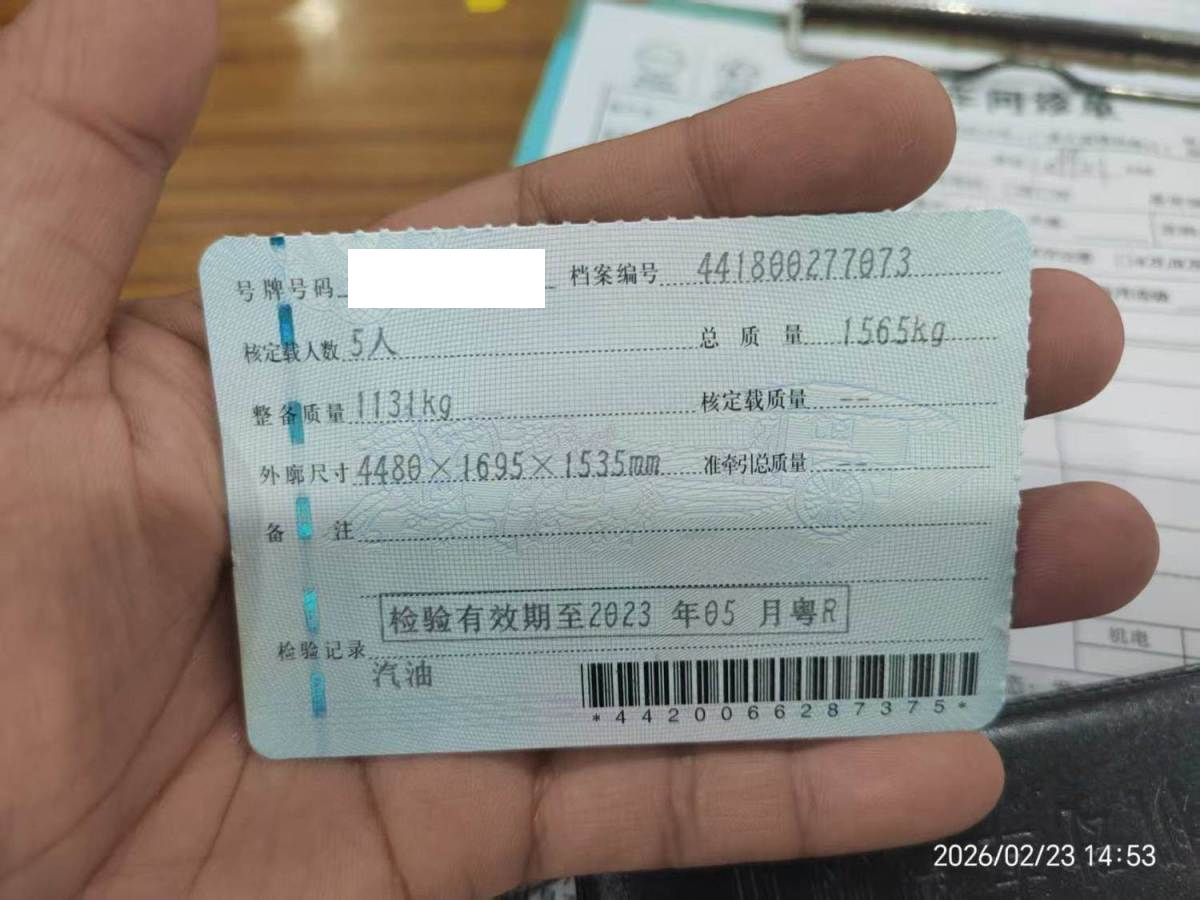 号牌号码 档案编号 441800277073
核定载人数 5人 总质量 1565kg
整备质量 1131kg 核定载质量 --
外廓尺寸 4480×1695×1535mm 准牵引总质量 --
备注
检验有效期至2023 年05 月粤R
检验记录
汽油
*4420066287375*
机电
2026/02/23 14:53